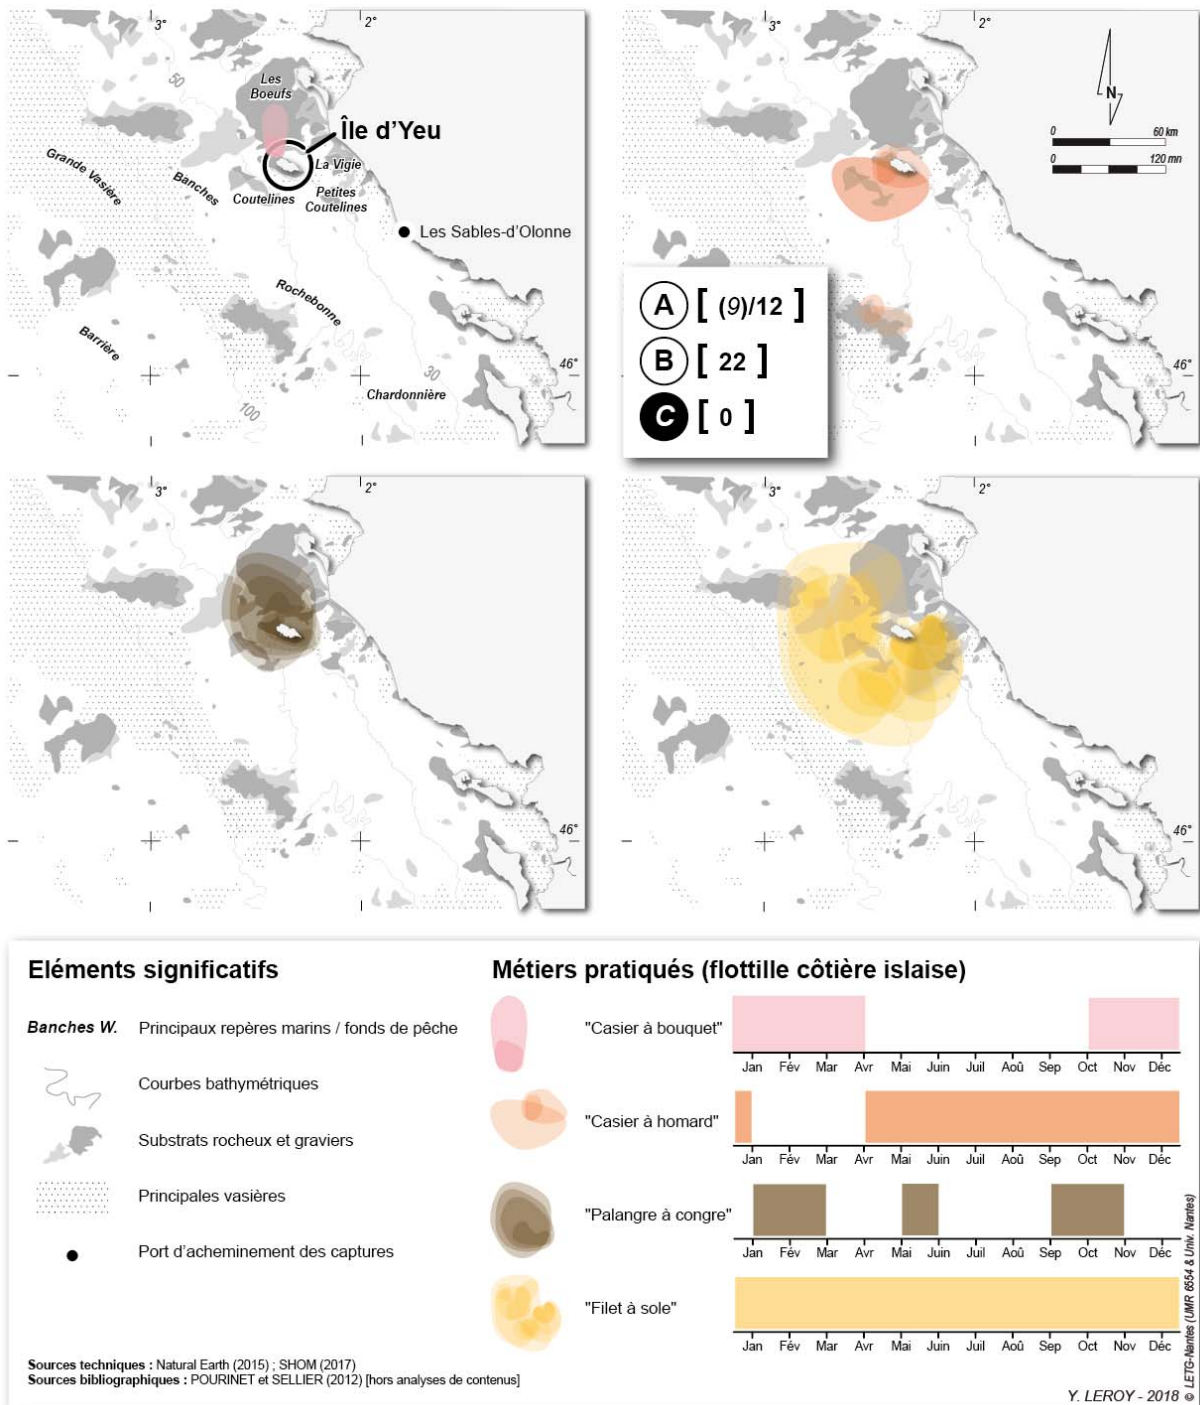 3°
2°
50
Les
Boeufs
Île d'Yeu
La Vigie
Grande Vasière
Banches
Coutelines
Petites
Coutelines
Les Sables-d'Olonne
Rochebonne
Barrière
30
46°
Chardonnière
100
3°
2°
N
0 60 km
0 120 mn
A [ (9)/12 ]
B [ 22 ]
C [ 0 ]
46°
3°
2°
46°
3°
2°
46°
Eléments significatifs
Banches W. Principaux repères marins / fonds de pêche
Courbes bathymétriques
Substrats rocheux et graviers
Principales vasières
Port d'acheminement des captures
Métiers pratiqués (flottille côtière islaise)
"Casier à bouquet"
Jan Fév Mar Avr Mai Juin Juil Aoû Sep Oct Nov Déc
"Casier à homard"
Jan Fév Mar Avr Mai Juin Juil Aoû Sep Oct Nov Déc
"Palangre à congre"
Jan Fév Mar Avr Mai Juin Juil Aoû Sep Oct Nov Déc
"Filet à sole"
Jan Fév Mar Avr Mai Juin Juil Aoû Sep Oct Nov Déc
Sources techniques : Natural Earth (2015) ; SHOM (2017)
Sources bibliographiques : POURINET et SELLIER (2012) [hors analyses de contenus]
Y. LEROY - 2018
© LETG-Nantes (UMR 6554 & Univ. Nantes)